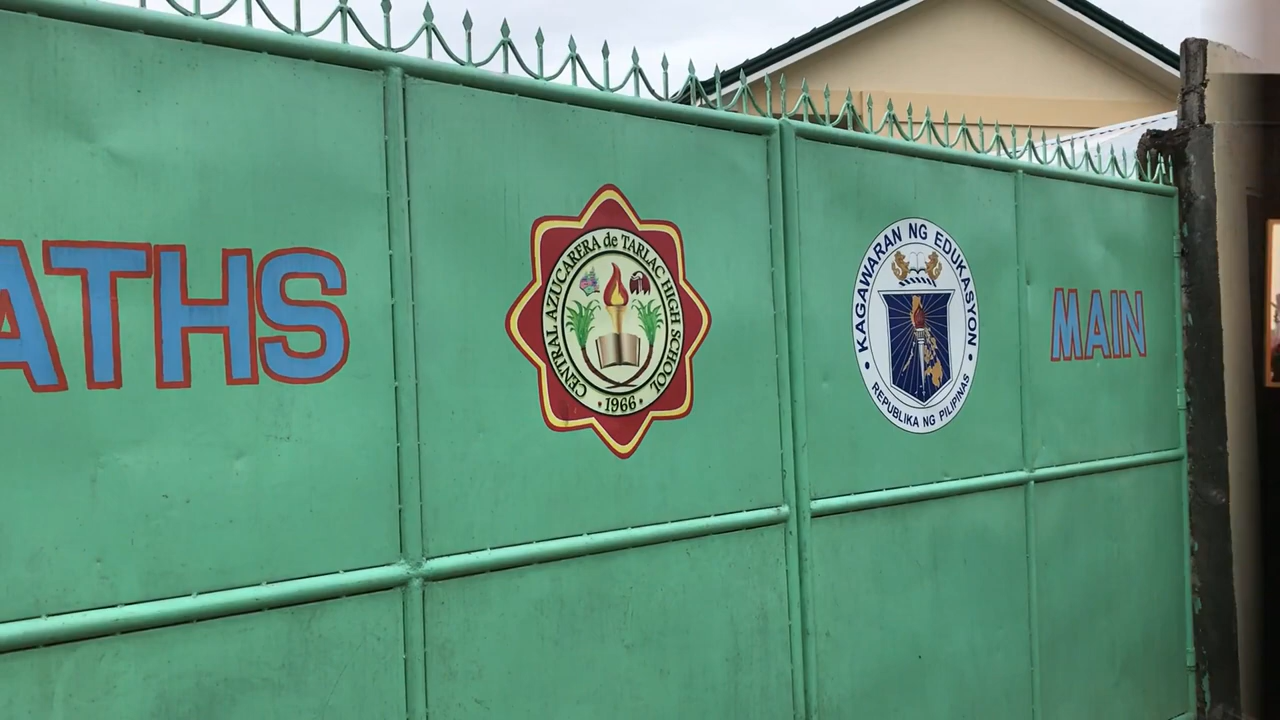 ATHS
CENTRAL AZUCARERA de TARLAC HIGH SCHOOL
• 1966 •
• KAGAWARAN NG EDUKASYON •
REPUBLIKA NG PILIPINAS
MAIN